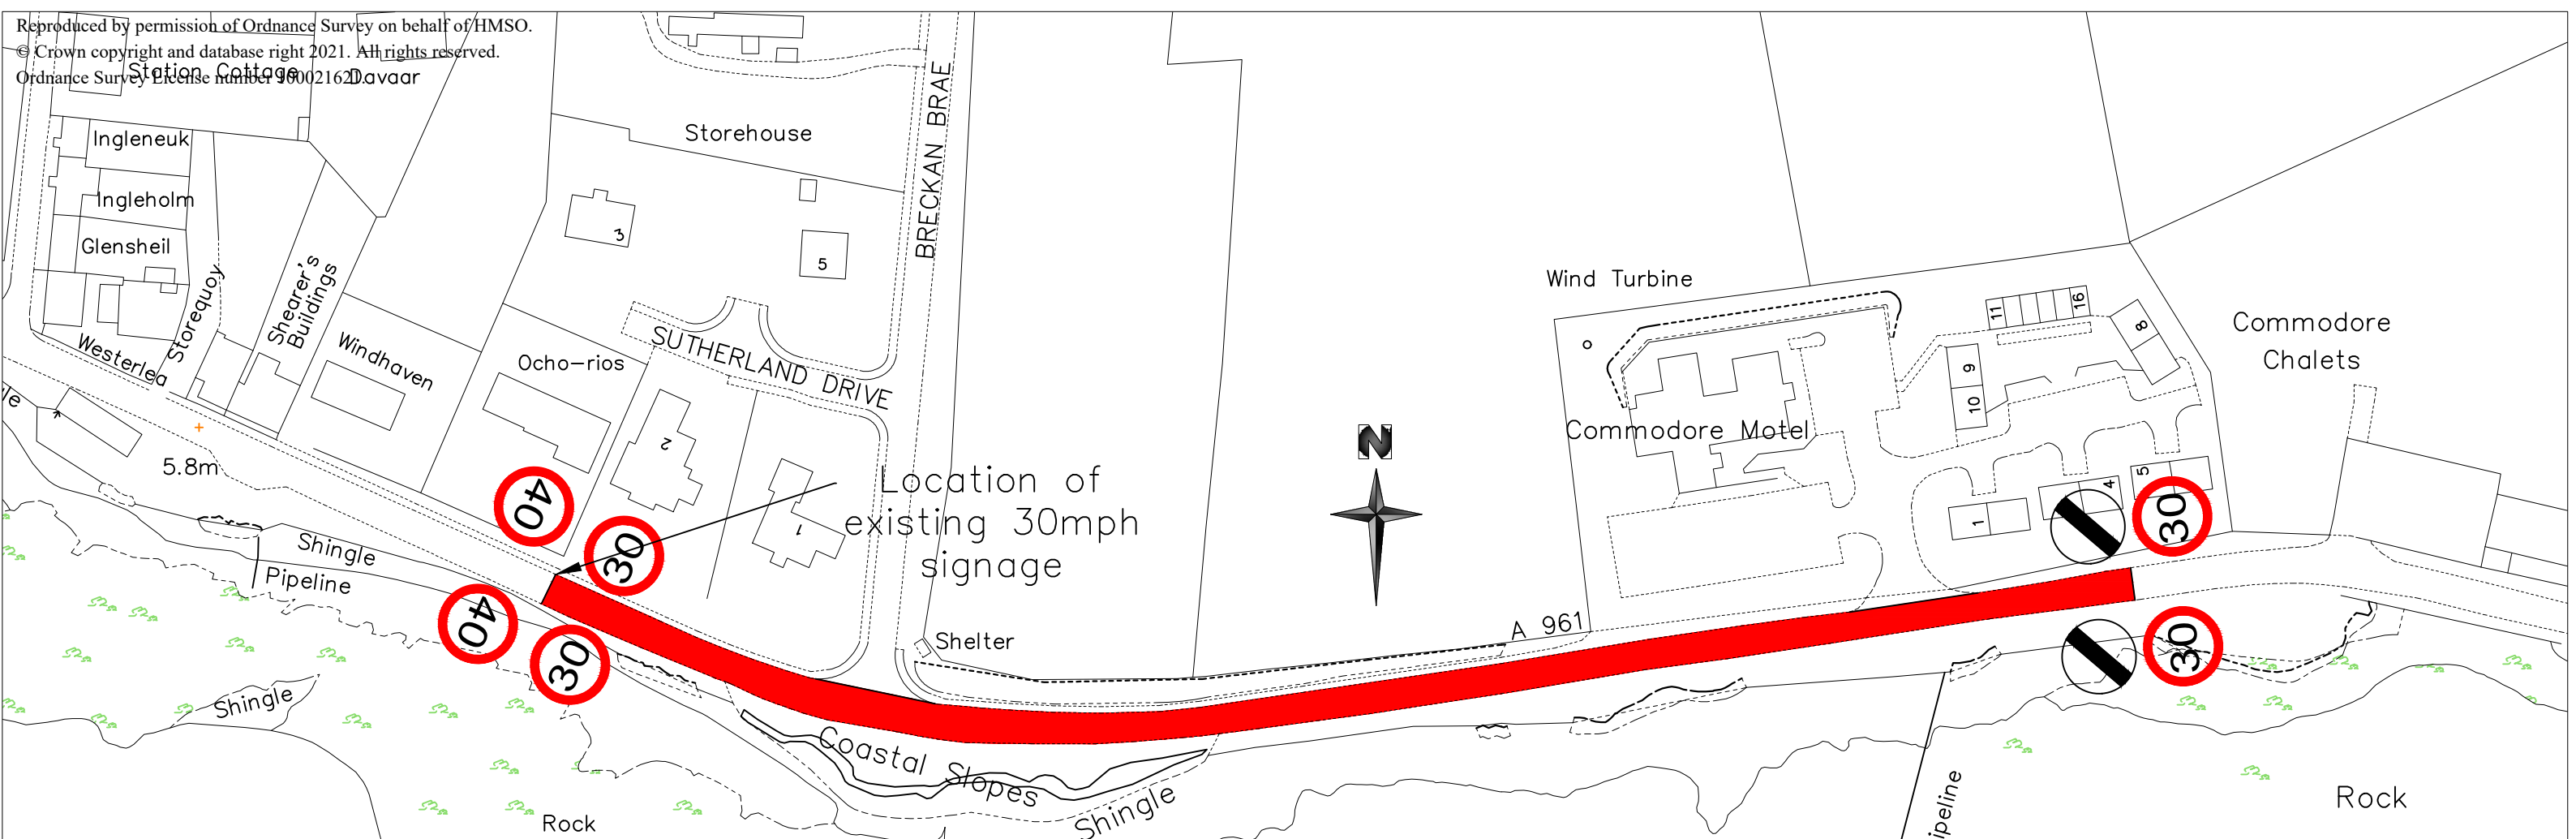 Reproduced by permission of Ordnance Survey on behalf of HMSO.
© Crown copyright and database right 2021. All rights reserved.
Ordnance Survey License number 100021621.
Station Cottage
Davaar
Ingleneuk
Ingleholm
Glensheil
Westerlea
Storequoy
Shearer's
Buildings
Windhaven
Ocho-rios
Storehouse
3
5
BRECKAN BRAE
SUTHERLAND DRIVE
2
1
5.8m
40
30
40
30
Location of
existing 30mph
signage
Shingle
Pipeline
Shingle
Rock
Coastal Slopes
Shingle
Shelter
N
A 961
Wind Turbine
Commodore Motel
11
16
8
9
10
1
4
5
Commodore
Chalets
30
30
Rock